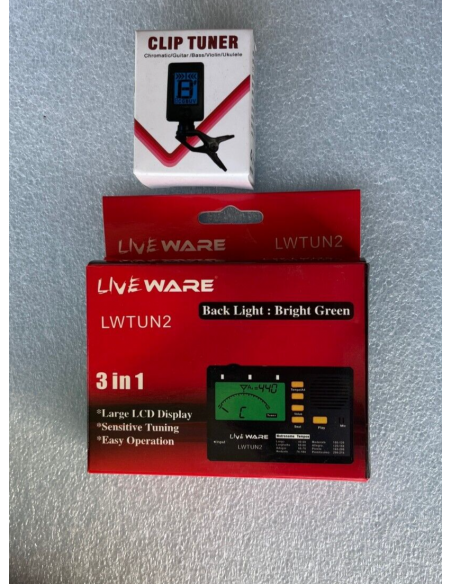 CLIP TUNER
Chromatic/Guitar/Bass/Violin/Ukulele
LIVE WARE LWTUN2
LIVE WARE
LWTUN2
Back Light : Bright Green
3 in 1
*Large LCD Display
*Sensitive Tuning
*Easy Operation
440
C
LIVE WARE
LWTUN2